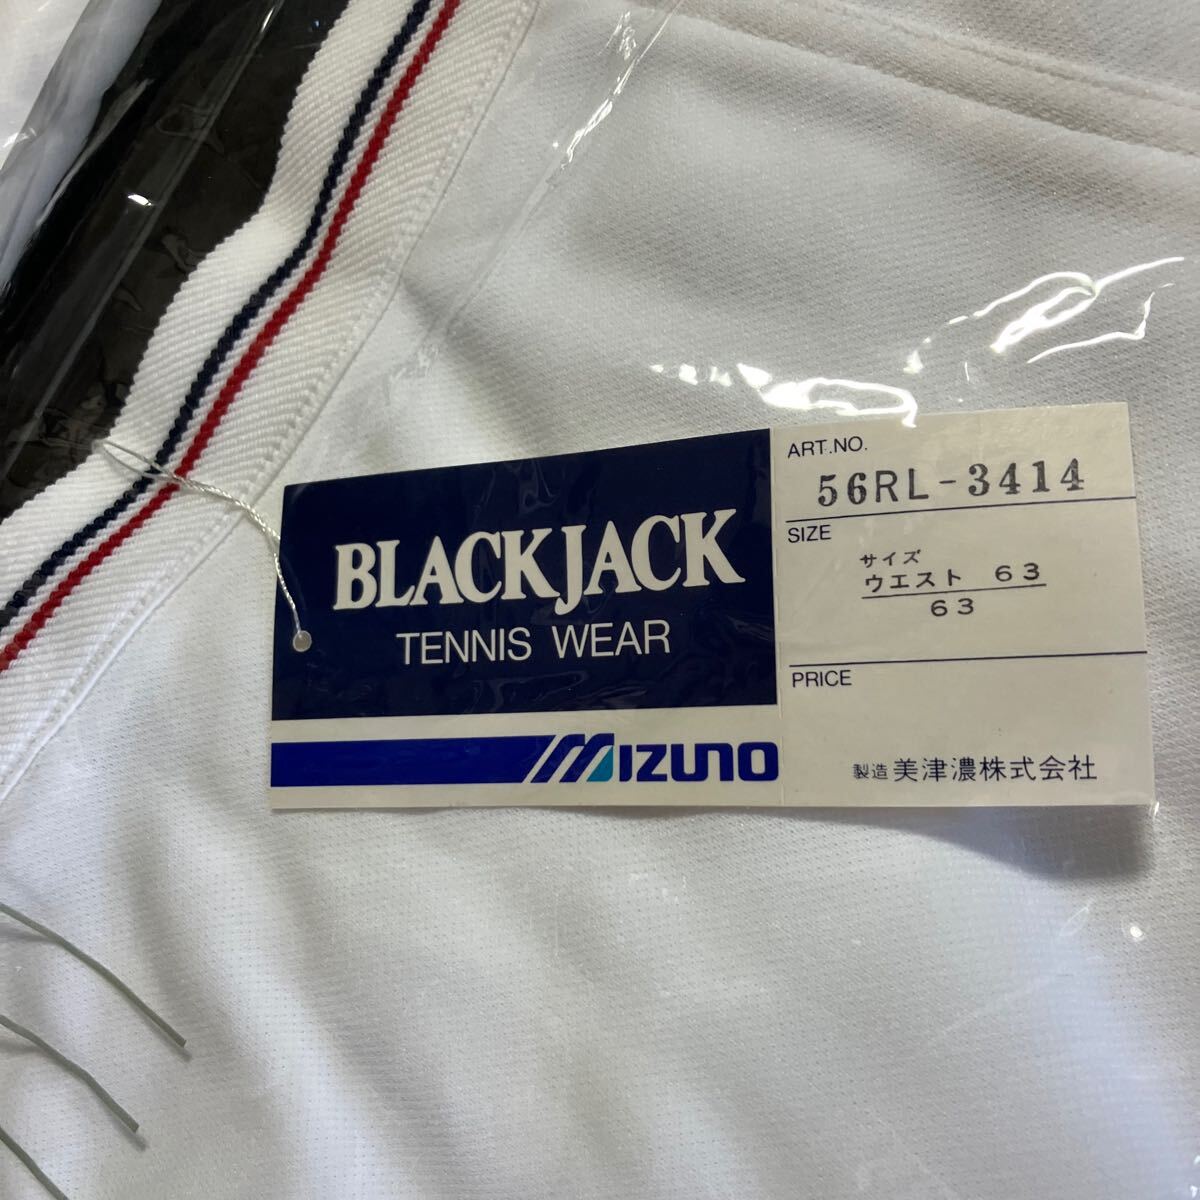 BLACKJACK
TENNIS WEAR
MIZUNO
ART.NO.
56RL-3414
SIZE
サイズ
ウエスト 63
63
PRICE
製造 美津濃株式会社